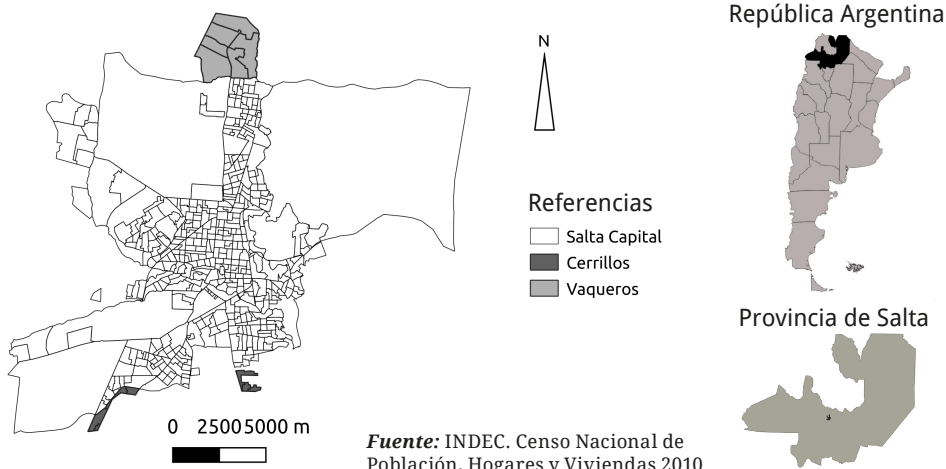 República Argentina
N
Referencias
Salta Capital
Cerrillos
Vaqueros
Provincia de Salta
0 2500 5000 m
Fuente: INDEC. Censo Nacional de
Población, Hogares y Viviendas 2010